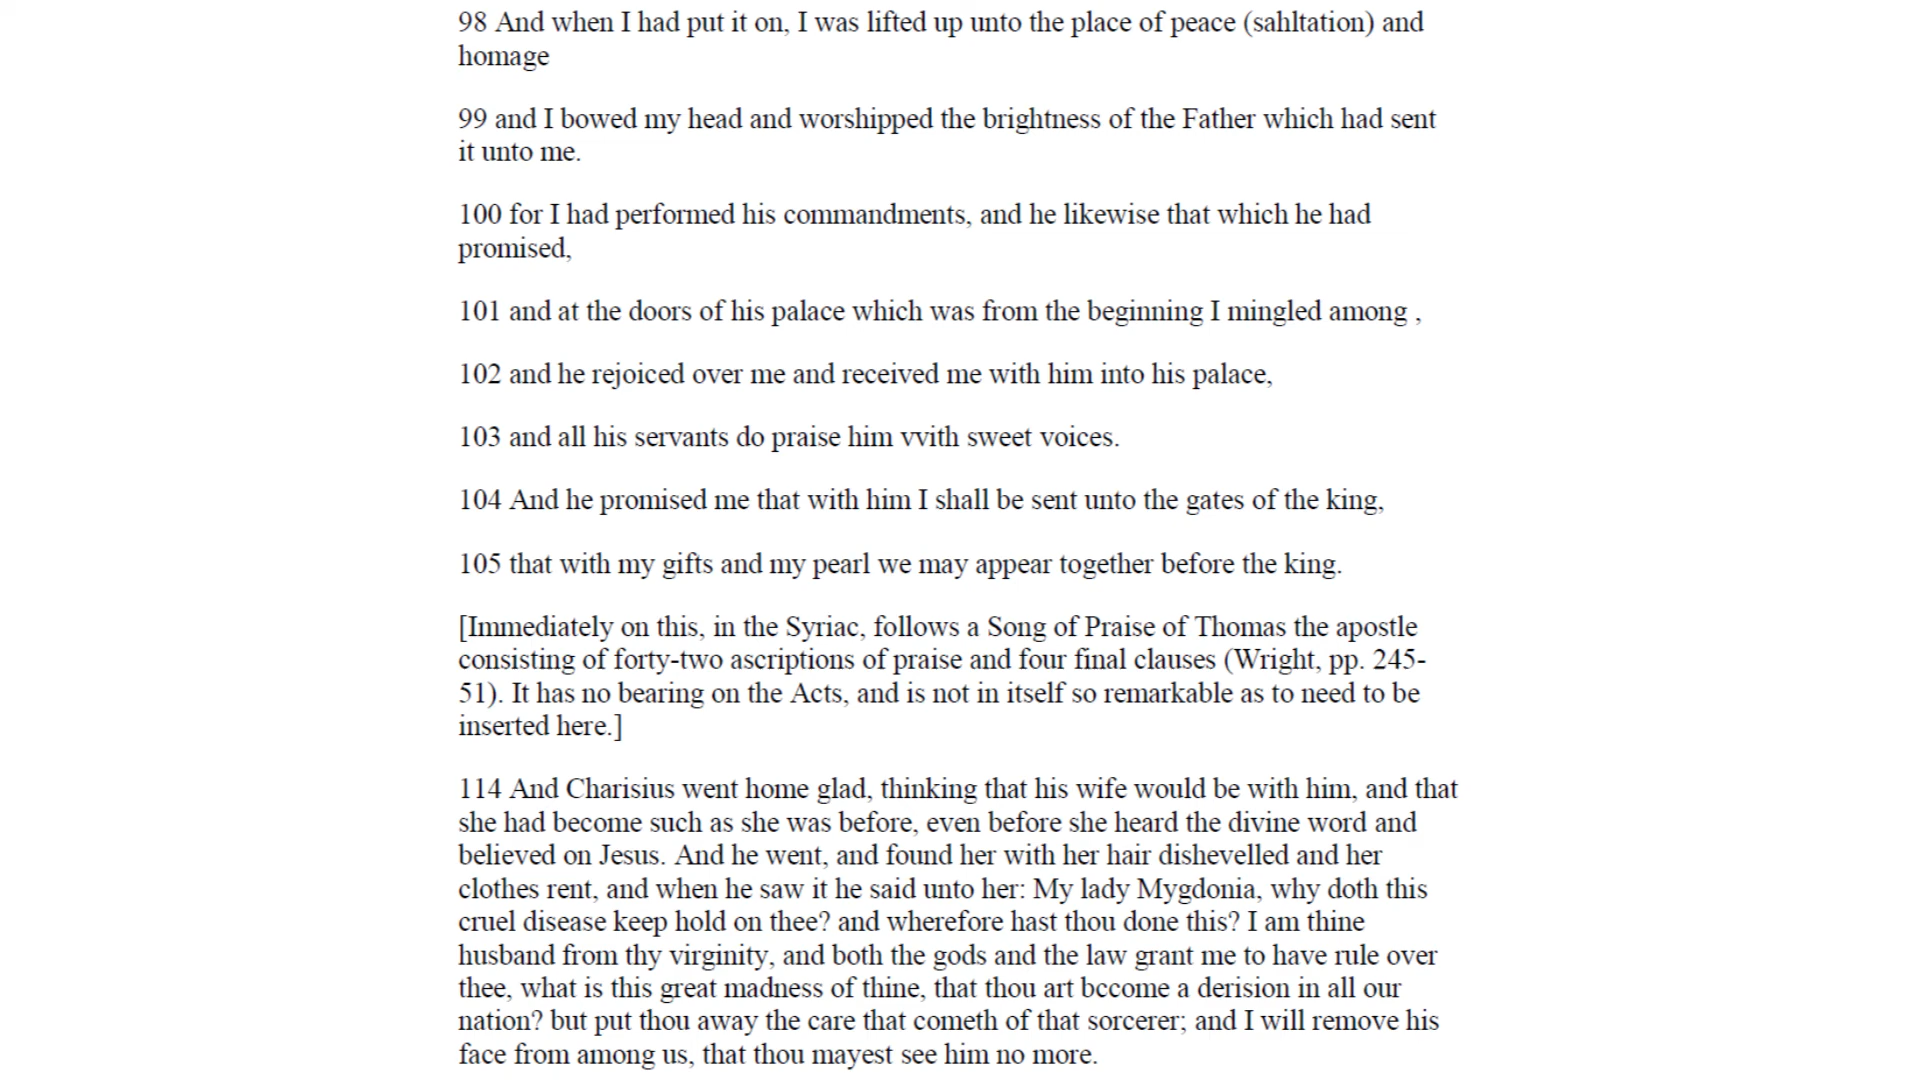 98 And when I had put it on, I was lifted up unto the place of peace (sahltation) and
homage
99 and I bowed my head and worshipped the brightness of the Father which had sent
it unto me.
100 for I had performed his commandments, and he likewise that which he had
promised,
101 and at the doors of his palace which was from the beginning I mingled among ,
102 and he rejoiced over me and received me with him into his palace,
103 and all his servants do praise him vvith sweet voices.
104 And he promised me that with him I shall be sent unto the gates of the king,
105 that with my gifts and my pearl we may appear together before the king.
[Immediately on this, in the Syriac, follows a Song of Praise of Thomas the apostle
consisting of forty-two ascriptions of praise and four final clauses (Wright, pp. 245-
51). It has no bearing on the Acts, and is not in itself so remarkable as to need to be
inserted here.]
114 And Charisius went home glad, thinking that his wife would be with him, and that
she had become such as she was before, even before she heard the divine word and
believed on Jesus. And he went, and found her with her hair dishevelled and her
clothes rent, and when he saw it he said unto her: My lady Mygdonia, why doth this
cruel disease keep hold on thee? and wherefore hast thou done this? I am thine
husband from thy virginity, and both the gods and the law grant me to have rule over
thee, what is this great madness of thine, that thou art bccome a derision in all our
nation? but put thou away the care that cometh of that sorcerer; and I will remove his
face from among us, that thou mayest see him no more.